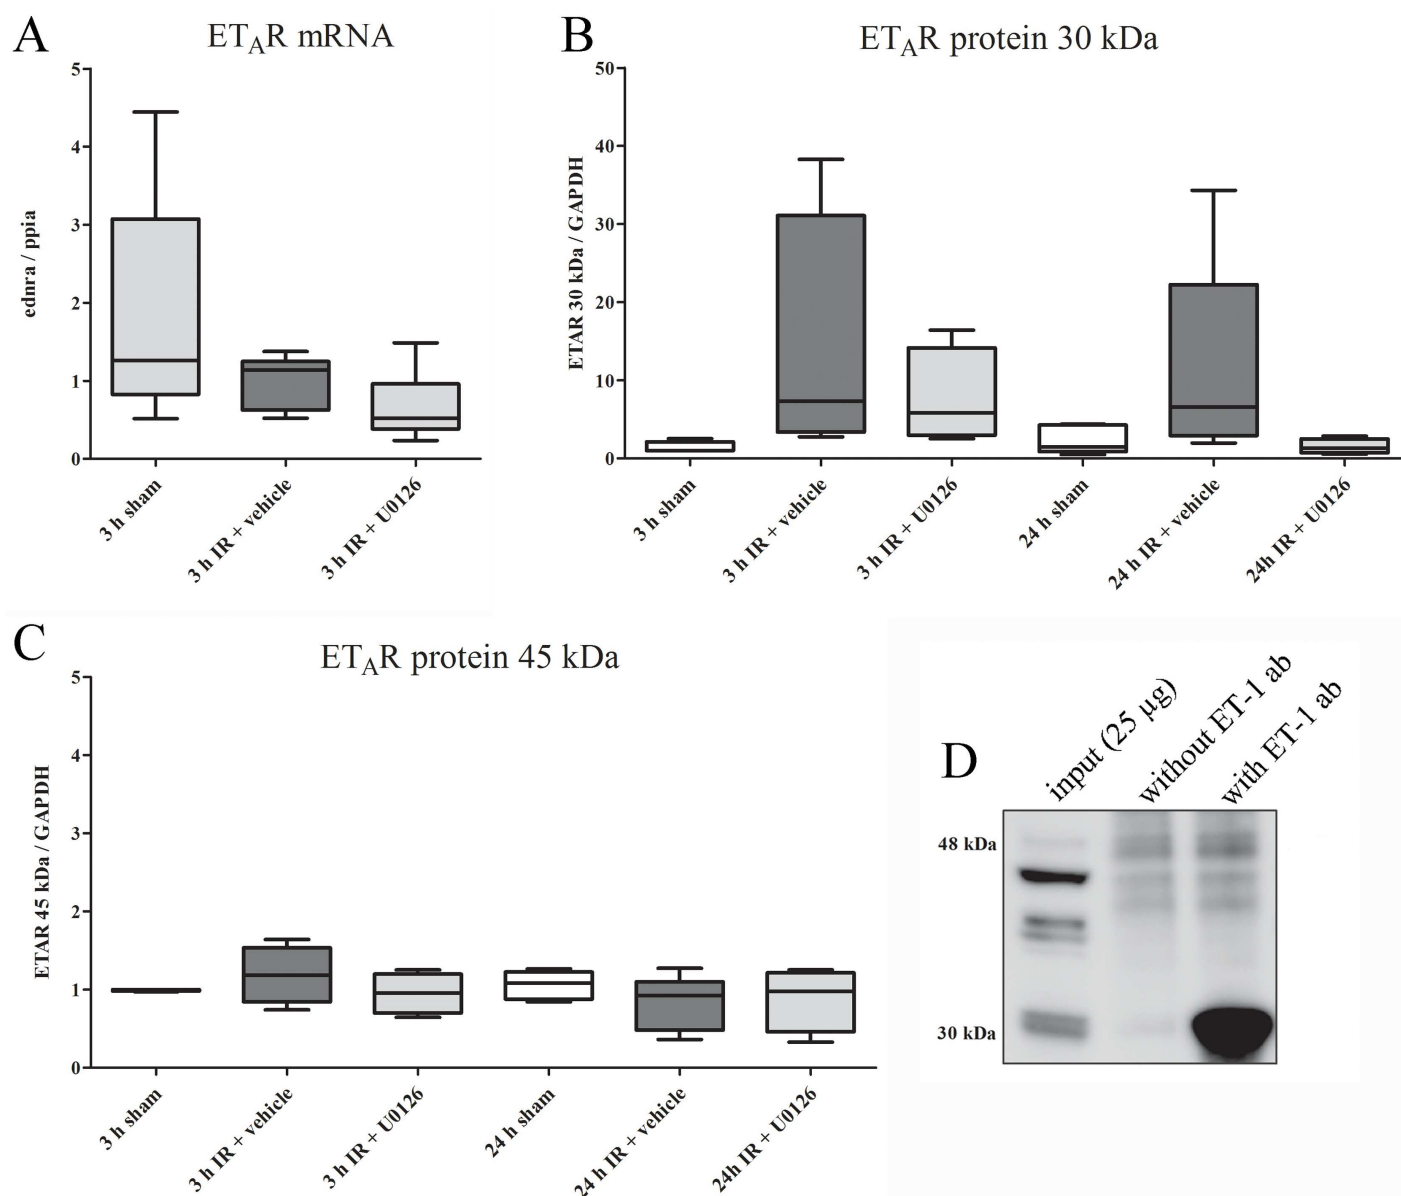 A
ETAR mRNA
ednra / ppia
5
4
3
2
1
0
3 h sham
3 h IR + vehicle
3 h IR + U0126
B
ETAR protein 30 kDa
ETAR 30 kDa / GAPDH
50
40
30
20
10
0
3 h sham
3 h IR + vehicle
3 h IR + U0126
24 h sham
24 h IR + vehicle
24h IR + U0126
C
ETAR protein 45 kDa
ETAR 45 kDa / GAPDH
5
4
3
2
1
0
3 h sham
3 h IR + vehicle
3 h IR + U0126
24 h sham
24 h IR + vehicle
24h IR + U0126
D
input (25 µg)
without ET-1 ab
with ET-1 ab
48 kDa
30 kDa